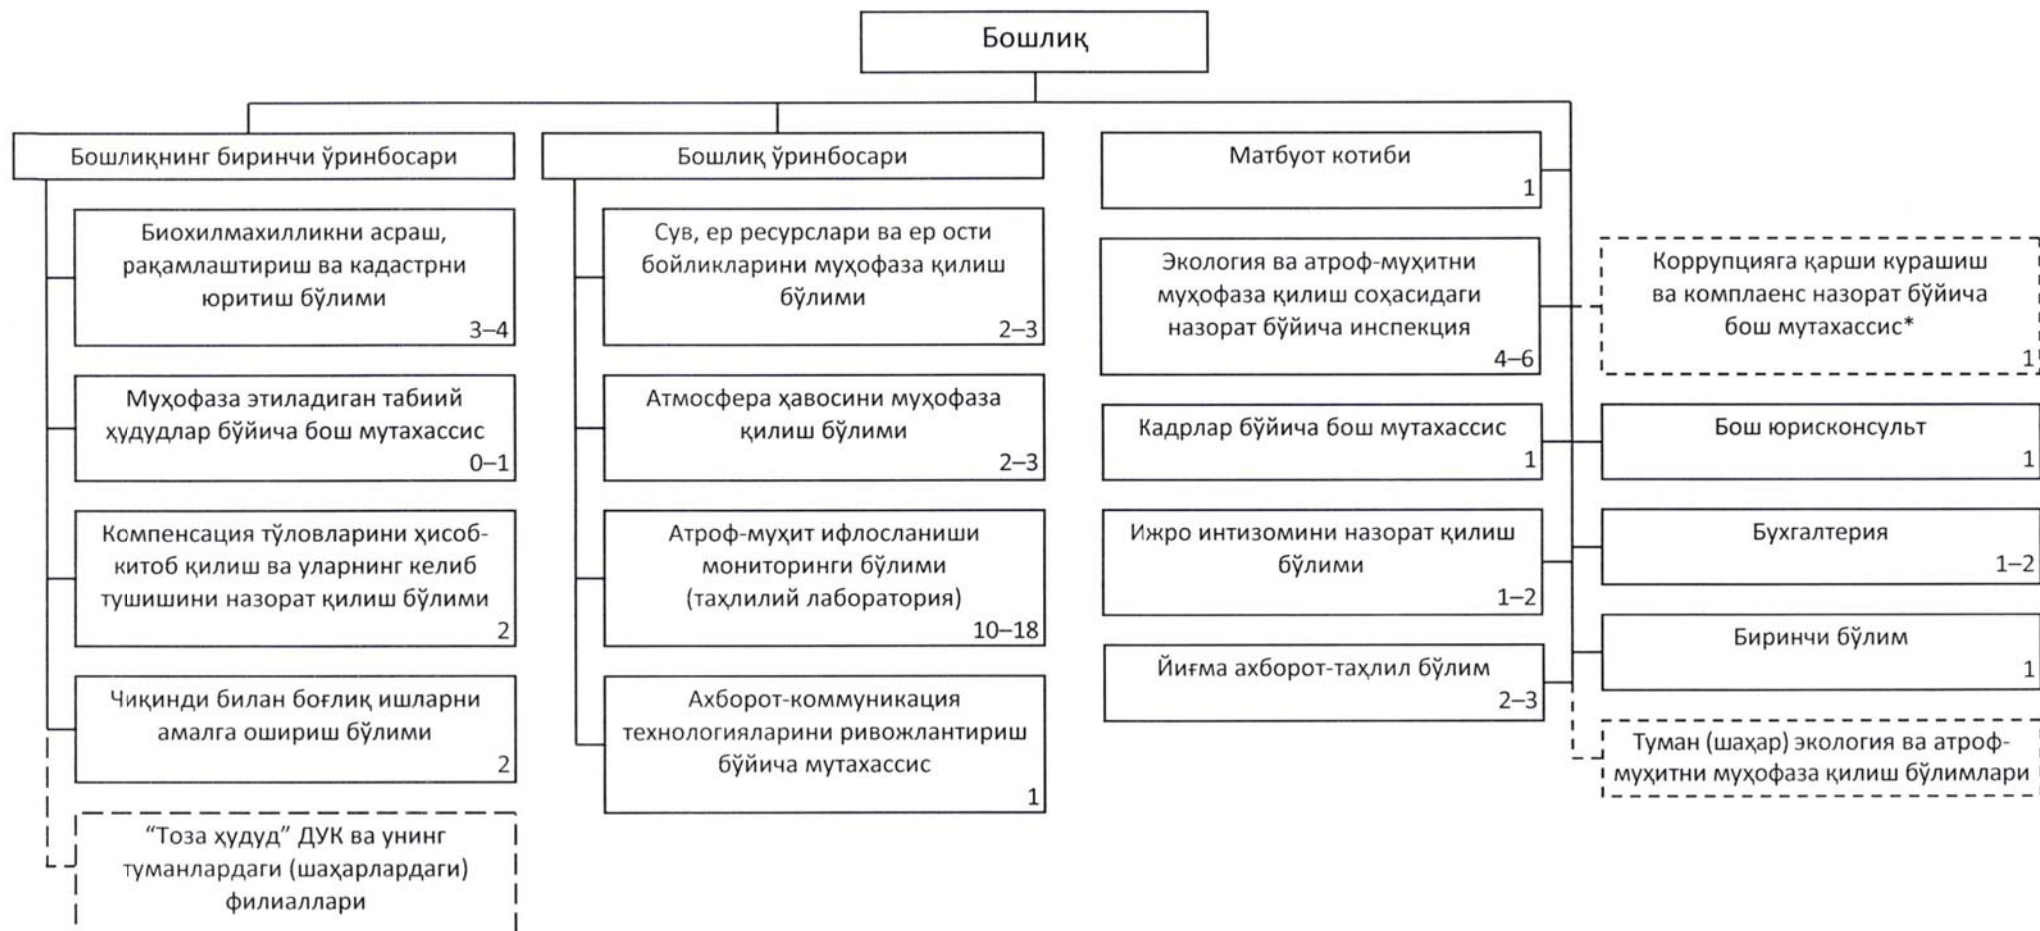 Бошлиқ
Бошлиқнинг биринчи ўринбосари
Биохилмахилликни асраш,
рақамлаштириш ва кадастрни
юритиш бўлими
3–4
Муҳофаза этиладиган табиий
ҳудудлар бўйича бош мутахассис
0–1
Компенсация тўловларини ҳисоб-
китоб қилиш ва уларнинг келиб
тушишини назорат қилиш бўлими
2
Чиқинди билан боғлиқ ишларни
амалга ошириш бўлими
2
“Тоза ҳудуд” ДУК ва унинг
туманлардаги (шаҳарлардаги)
филиаллари
Бошлиқ ўринбосари
Сув, ер ресурслари ва ер ости
бойликларини муҳофаза қилиш
бўлими
2–3
Атмосфера ҳавосини муҳофаза
қилиш бўлими
2–3
Атроф-муҳит ифлосланиши
мониторинги бўлими
(таҳлилий лаборатория)
10–18
Ахборот-коммуникация
технологияларини ривожлантириш
бўйича мутахассис
1
Матбуот котиби
1
Экология ва атроф-муҳитни
муҳофаза қилиш соҳасидаги
назорат бўйича инспекция
4–6
Кадрлар бўйича бош мутахассис
1
Ижро интизомини назорат қилиш
бўлими
1–2
Йиғма ахборот-таҳлил бўлим
2–3
Коррупцияга қарши курашиш
ва комплаенс назорат бўйича
бош мутахассис*
1
Бош юрисконсульт
1
Бухгалтерия
1–2
Биринчи бўлим
1
Туман (шаҳар) экология ва атроф-
муҳитни муҳофаза қилиш бўлимлари